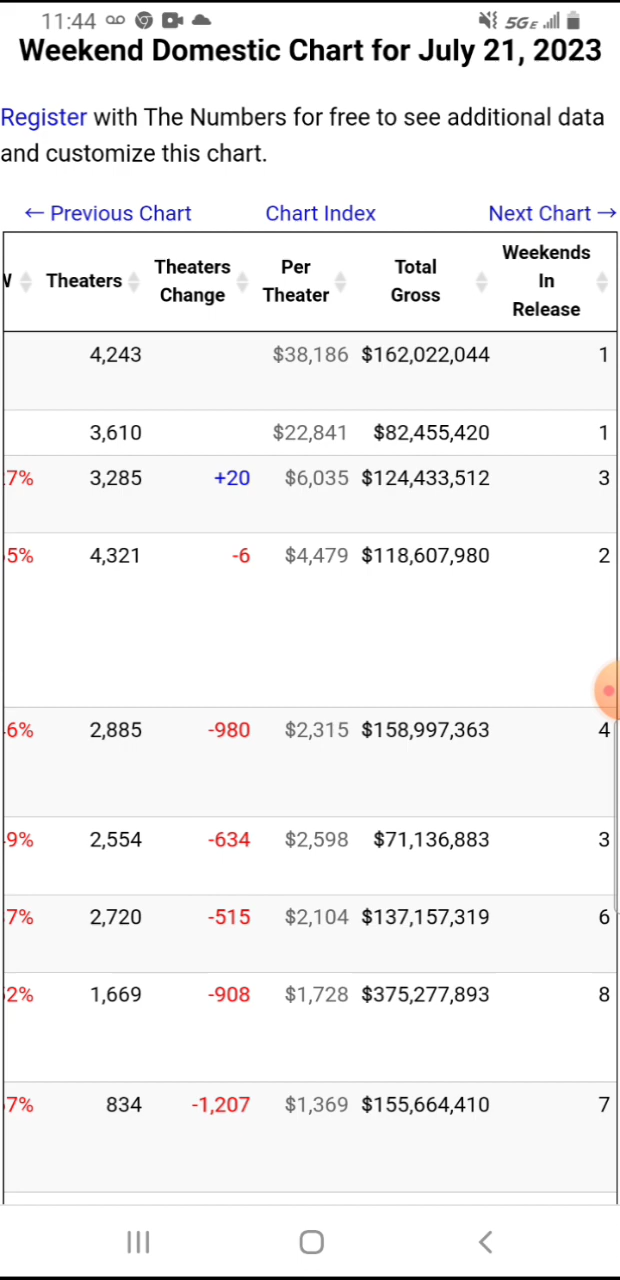 11:44 5GE
Weekend Domestic Chart for July 21, 2023
Register with The Numbers for free to see additional data
and customize this chart.
← Previous Chart Chart Index Next Chart →
Theaters Theaters Change Per Theater Total Gross Weekends In Release
4,243 $38,186 $162,022,044 1
3,610 $22,841 $82,455,420 1
7% 3,285 +20 $6,035 $124,433,512 3
5% 4,321 -6 $4,479 $118,607,980 2
6% 2,885 -980 $2,315 $158,997,363 4
9% 2,554 -634 $2,598 $71,136,883 3
7% 2,720 -515 $2,104 $137,157,319 6
2% 1,669 -908 $1,728 $375,277,893 8
7% 834 -1,207 $1,369 $155,664,410 7